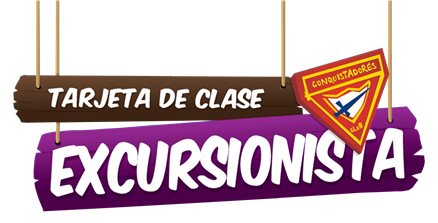 TARJETA DE CLASE
CONQUISTADORES
CLUB
EXCURSIONISTA